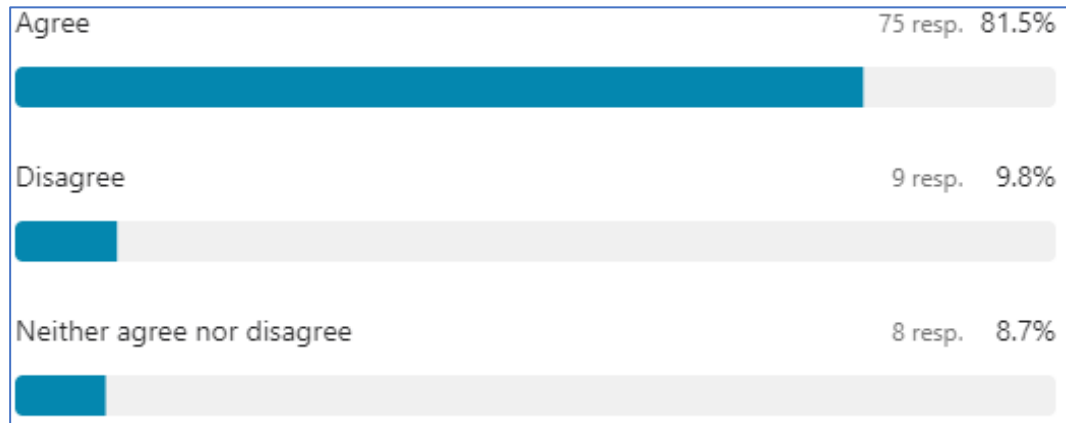 Agree 75 resp. 81.5%
Disagree 9 resp. 9.8%
Neither agree nor disagree 8 resp. 8.7%